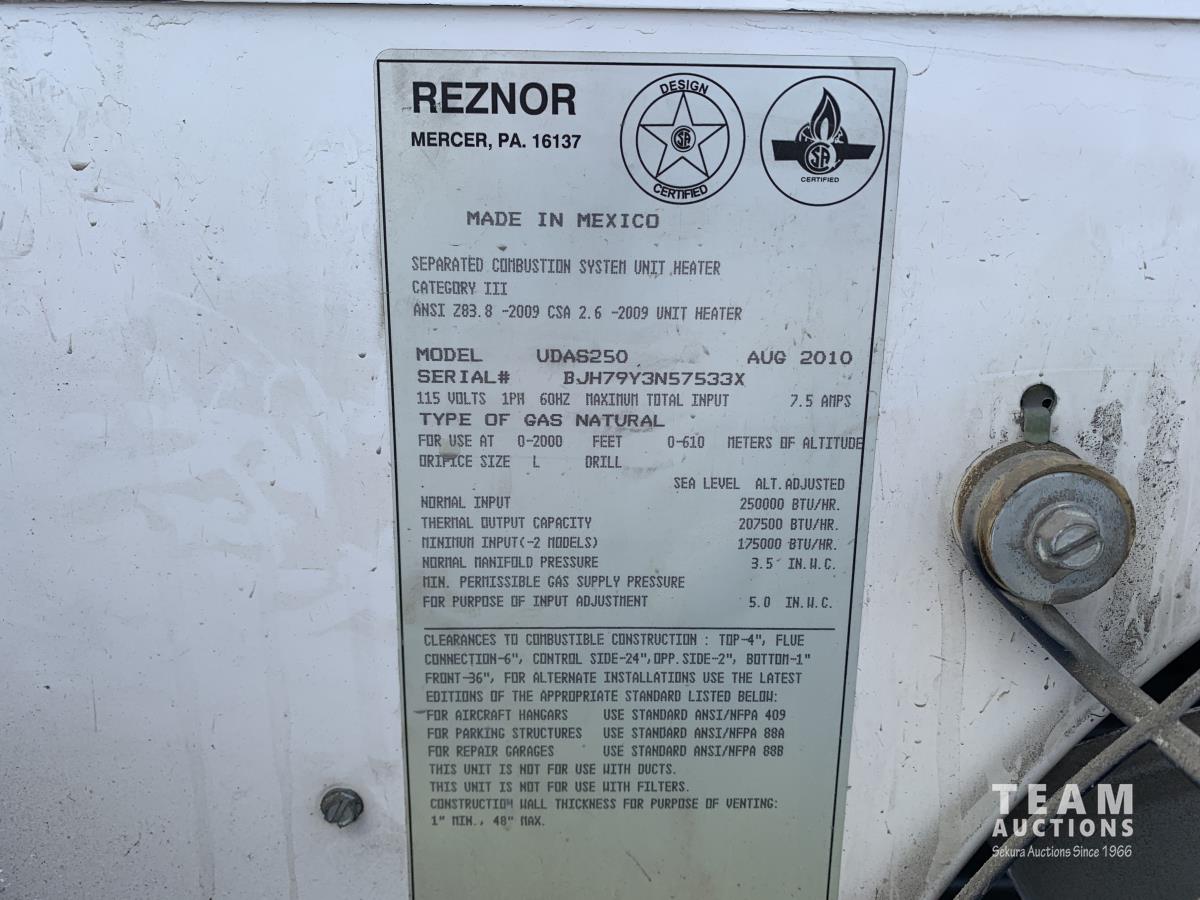 REZNOR
MERCER, PA. 16137
DESIGN
SA
CERTIFIED
SA
CERTIFIED
MADE IN MEXICO
SEPARATED COMBUSTION SYSTEM UNIT HEATER
CATEGORY III
ANSI Z83.8 -2009 CSA 2.6 -2009 UNIT HEATER
MODEL UDAS250 AUG 2010
SERIAL# BJH79Y3N57533X
115 VOLTS 1PH 60HZ MAXIMUM TOTAL INPUT 7.5 AMPS
TYPE OF GAS NATURAL
FOR USE AT 0-2000 FEET 0-610 METERS OF ALTITUDE
ORIFICE SIZE L DRILL
SEA LEVEL ALT.ADJUSTED
NORMAL INPUT 250000 BTU/HR.
THERMAL OUTPUT CAPACITY 207500 BTU/HR.
MINIMUM INPUT(-2 MODELS) 175000 BTU/HR.
NORMAL MANIFOLD PRESSURE 3.5 IN.W.C.
MIN. PERMISSIBLE GAS SUPPLY PRESSURE
FOR PURPOSE OF INPUT ADJUSTMENT 5.0 IN.W.C.
CLEARANCES TO COMBUSTIBLE CONSTRUCTION : TOP-4", FLUE
CONNECTION-6", CONTROL SIDE-24",OPP.SIDE-2", BOTTOM-1"
FRONT-36", FOR ALTERNATE INSTALLATIONS USE THE LATEST
EDITIONS OF THE APPROPRIATE STANDARD LISTED BELOW:
FOR AIRCRAFT HANGARS USE STANDARD ANSI/NFPA 409
FOR PARKING STRUCTURES USE STANDARD ANSI/NFPA 88A
FOR REPAIR GARAGES USE STANDARD ANSI/NFPA 88B
THIS UNIT IS NOT FOR USE WITH DUCTS.
THIS UNIT IS NOT FOR USE WITH FILTERS.
CONSTRUCTION WALL THICKNESS FOR PURPOSE OF VENTING:
1" MIN., 48" MAX.
TEAM
AUCTIONS
Sekura Auctions Since 1966